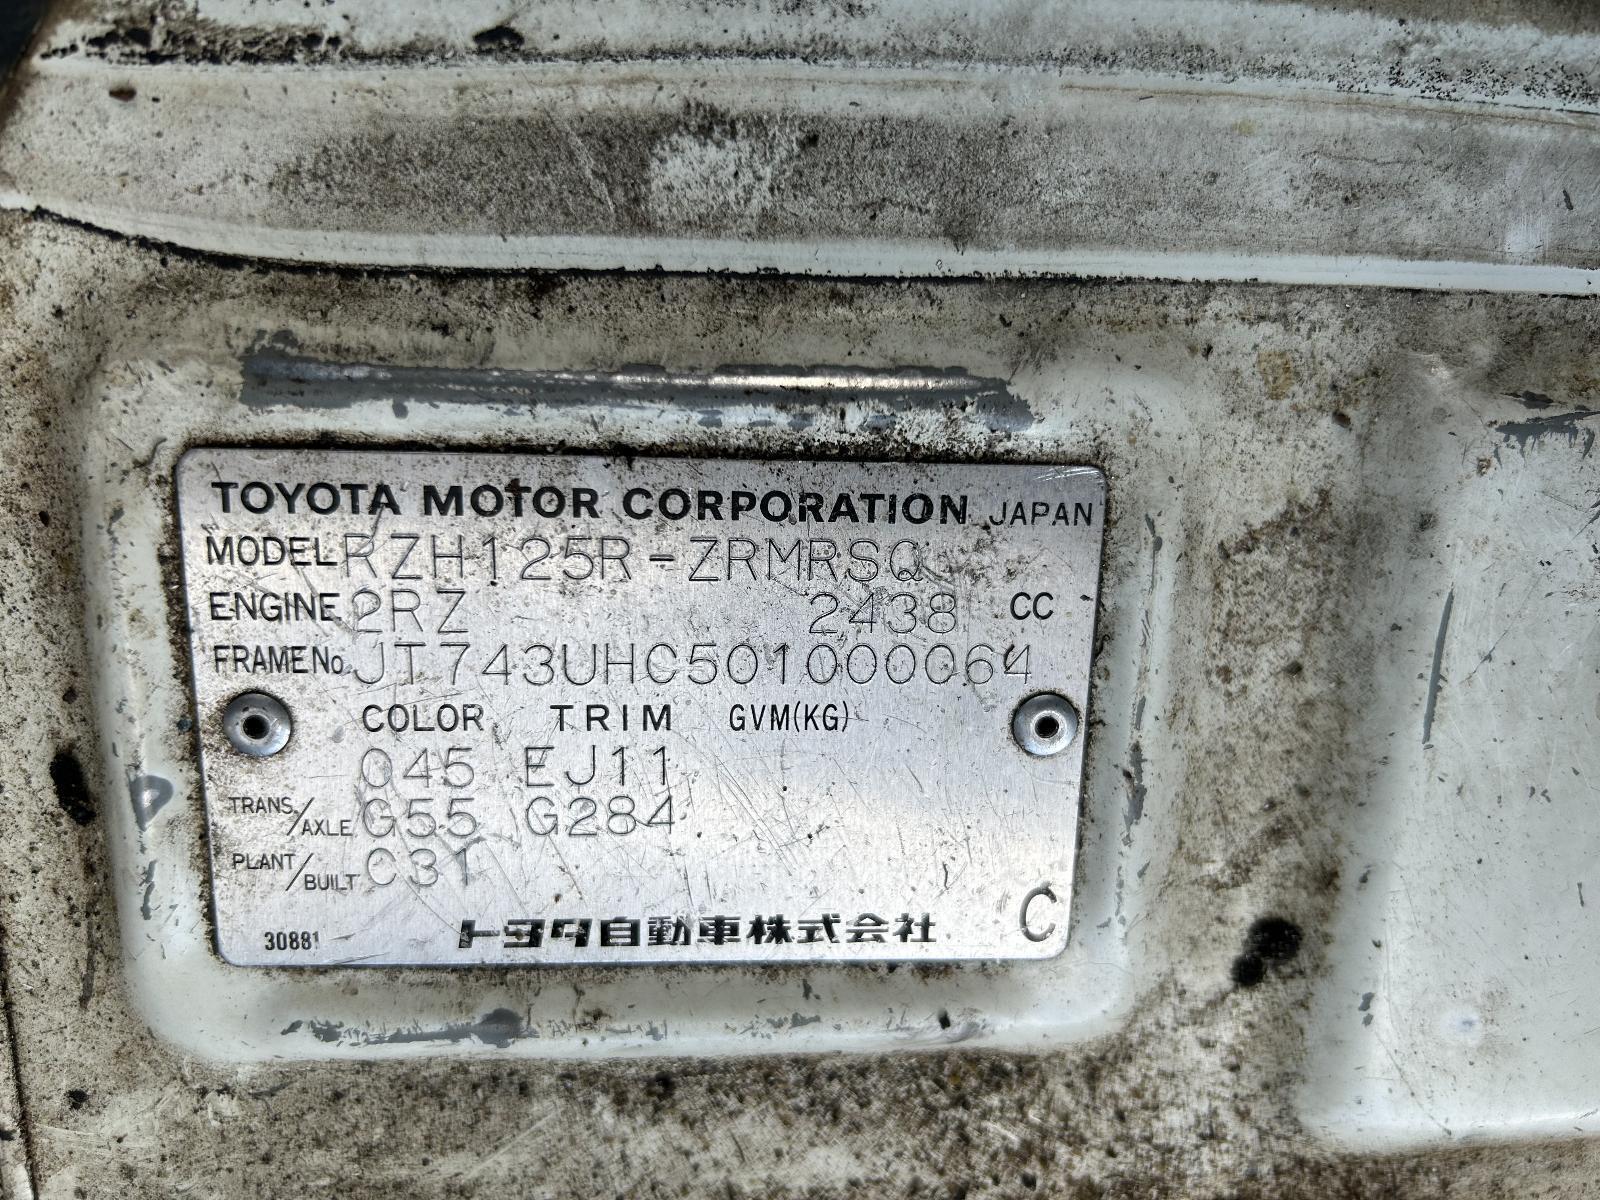 TOYOTA MOTOR CORPORATION JAPAN
MODEL RZH125R-ZRMRSQ
ENGINE 2RZ 2438 CC
FRAME No. JT743UHC501000064
COLOR TRIM GVM(KG)
045 EJ11
TRANS./AXLE G55 G284
PLANT/BUILT C31
30881 トヨタ自動車株式会社 C